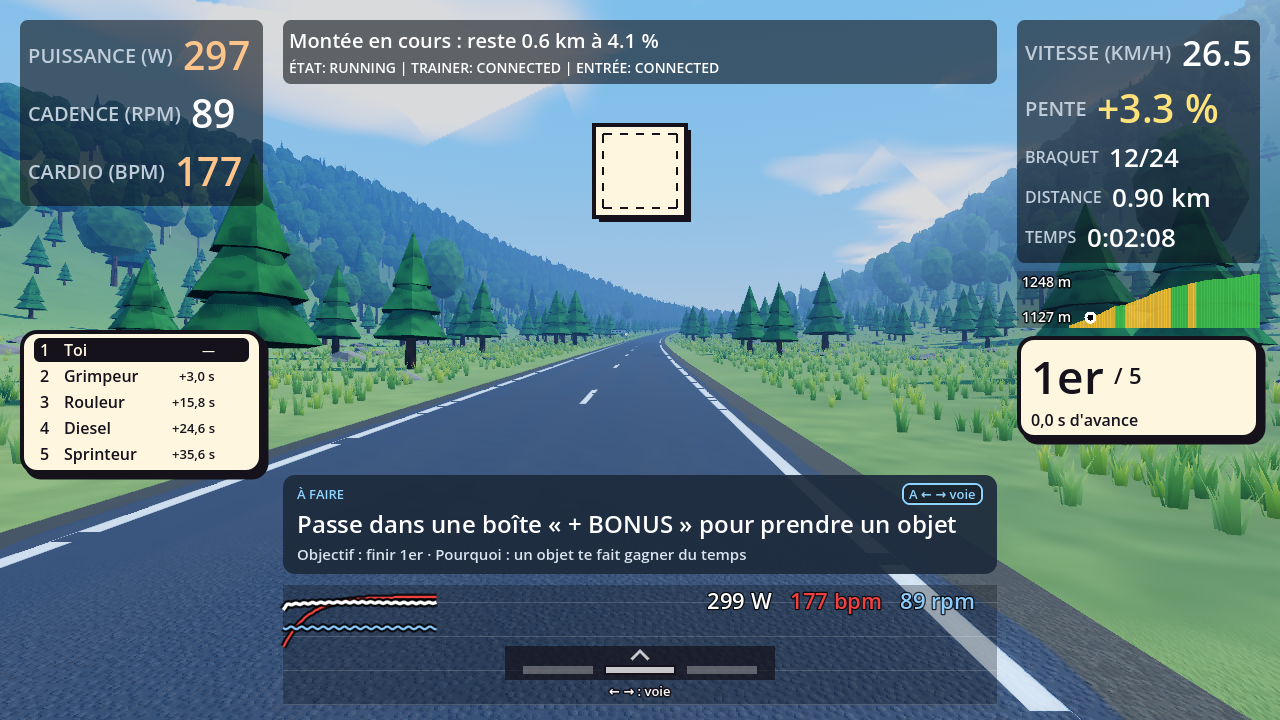 PUISSANCE (W) 297
CADENCE (RPM) 89
CARDIO (BPM) 177
Montée en cours : reste 0.6 km à 4.1 %
ÉTAT: RUNNING | TRAINER: CONNECTED | ENTRÉE: CONNECTED
VITESSE (KM/H) 26.5
PENTE +3.3 %
BRAQUET 12/24
DISTANCE 0.90 km
TEMPS 0:02:08
1248 m
1127 m
1 Toi —
2 Grimpeur +3,0 s
3 Rouleur +15,8 s
4 Diesel +24,6 s
5 Sprinteur +35,6 s
1er / 5
0,0 s d'avance
À FAIRE
A ← → voie
Passe dans une boîte « + BONUS » pour prendre un objet
Objectif : finir 1er · Pourquoi : un objet te fait gagner du temps
299 W 177 bpm 89 rpm
← → : voie